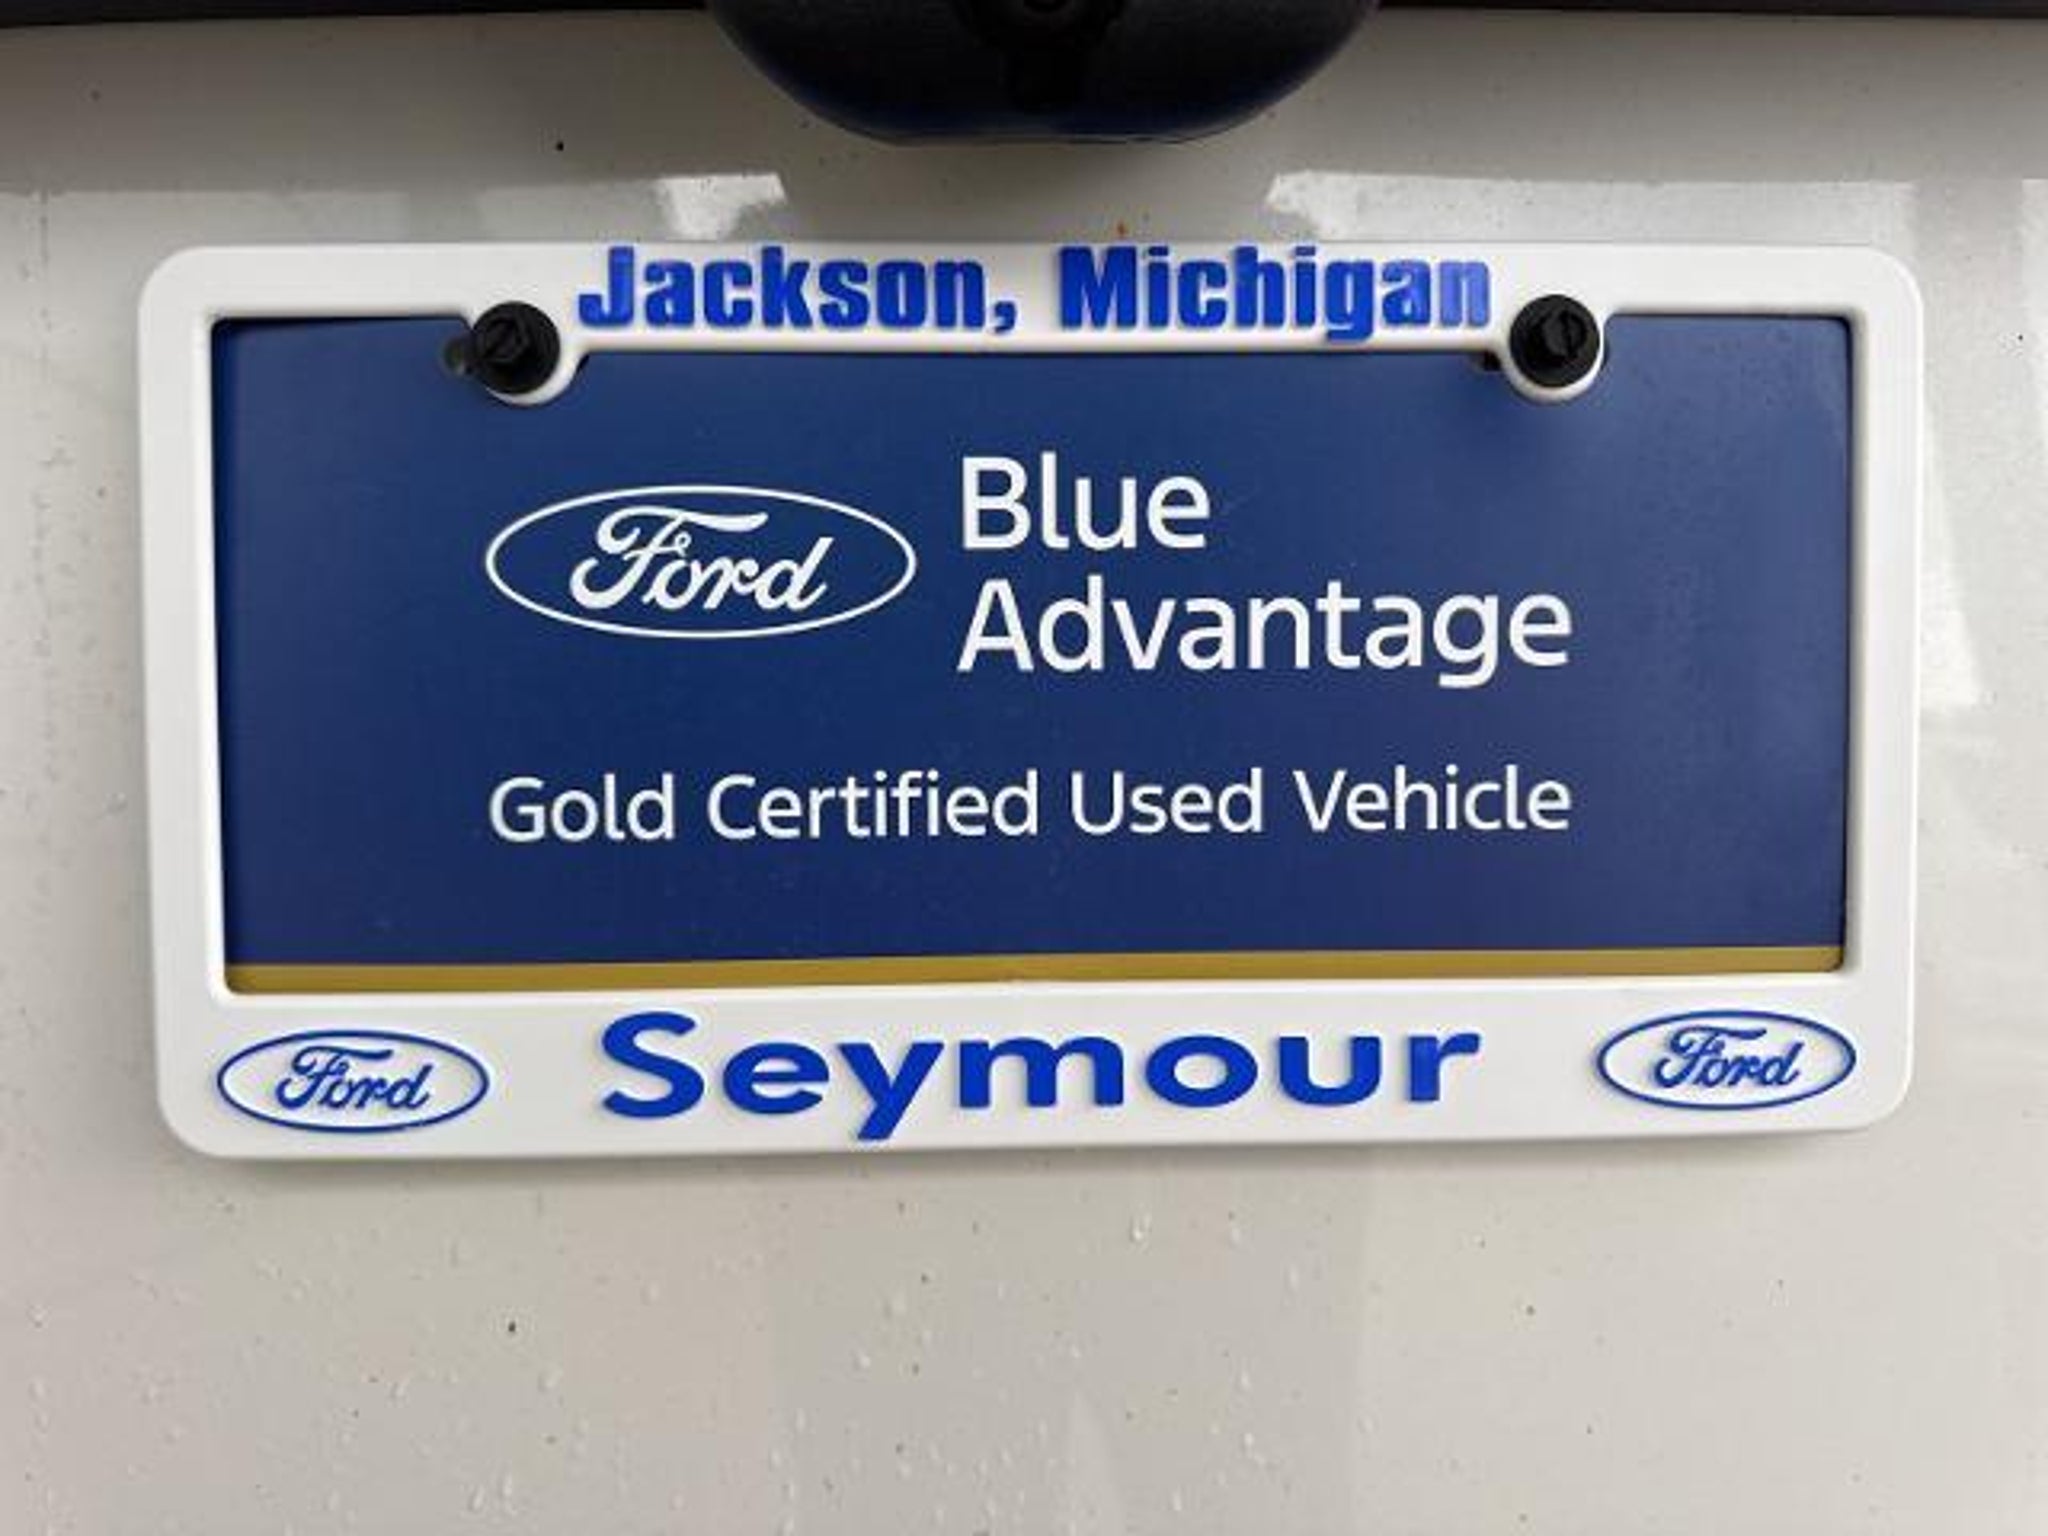 Jackson, Michigan
Ford
Blue
Advantage
Gold Certified Used Vehicle
Ford Seymour Ford